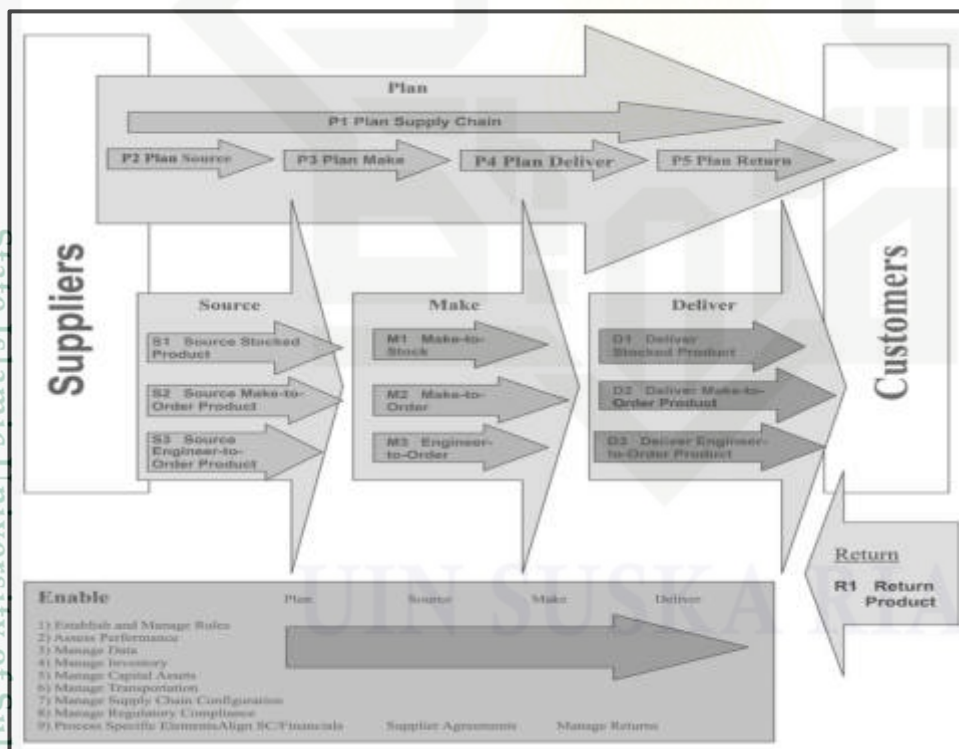 Plan
P1 Plan Supply Chain
P2 Plan Source
P3 Plan Make
P4 Plan Deliver
P5 Plan Return
Suppliers
Customers
Source
S1 Source Stocked
Product
S2 Source Make-to-
Order Product
S3 Source
Engineer-to-
Order Product
Make
M1 Make-to-
Stock
M2 Make-to-
Order
M3 Engineer-
to-Order
Deliver
D1 Deliver
Stocked Product
D2 Deliver Make-to-
Order Product
D3 Deliver Engineer-
to-Order Product
Return
R1 Return
Product
Enable
Plan Source Make Deliver
1) Establish and Manage Rules
2) Assess Performance
3) Manage Data
4) Manage Inventory
5) Manage Capital Assets
6) Manage Transportation
7) Manage Supply Chain Configuration
8) Manage Regulatory Compliance
9) Process Specific ElementsAlign SC/Financials Supplier Agreements Manage Returns
UIN SUSKA RIA